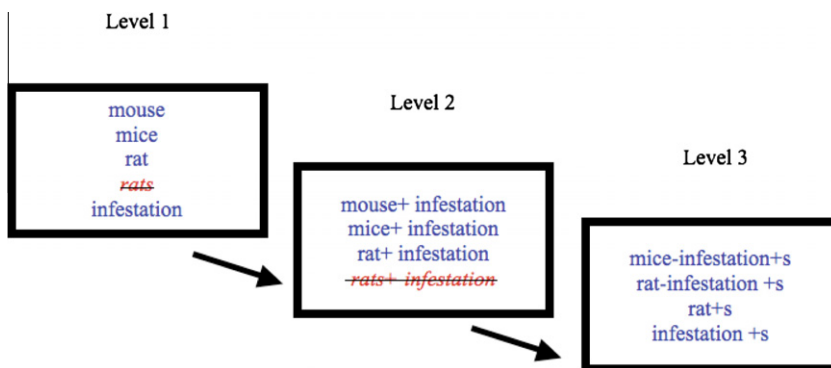 Level 1
mouse
mice
rat
rats
infestation
Level 2
mouse+ infestation
mice+ infestation
rat+ infestation
rats+ infestation
Level 3
mice-infestation+s
rat-infestation +s
rat+s
infestation +s